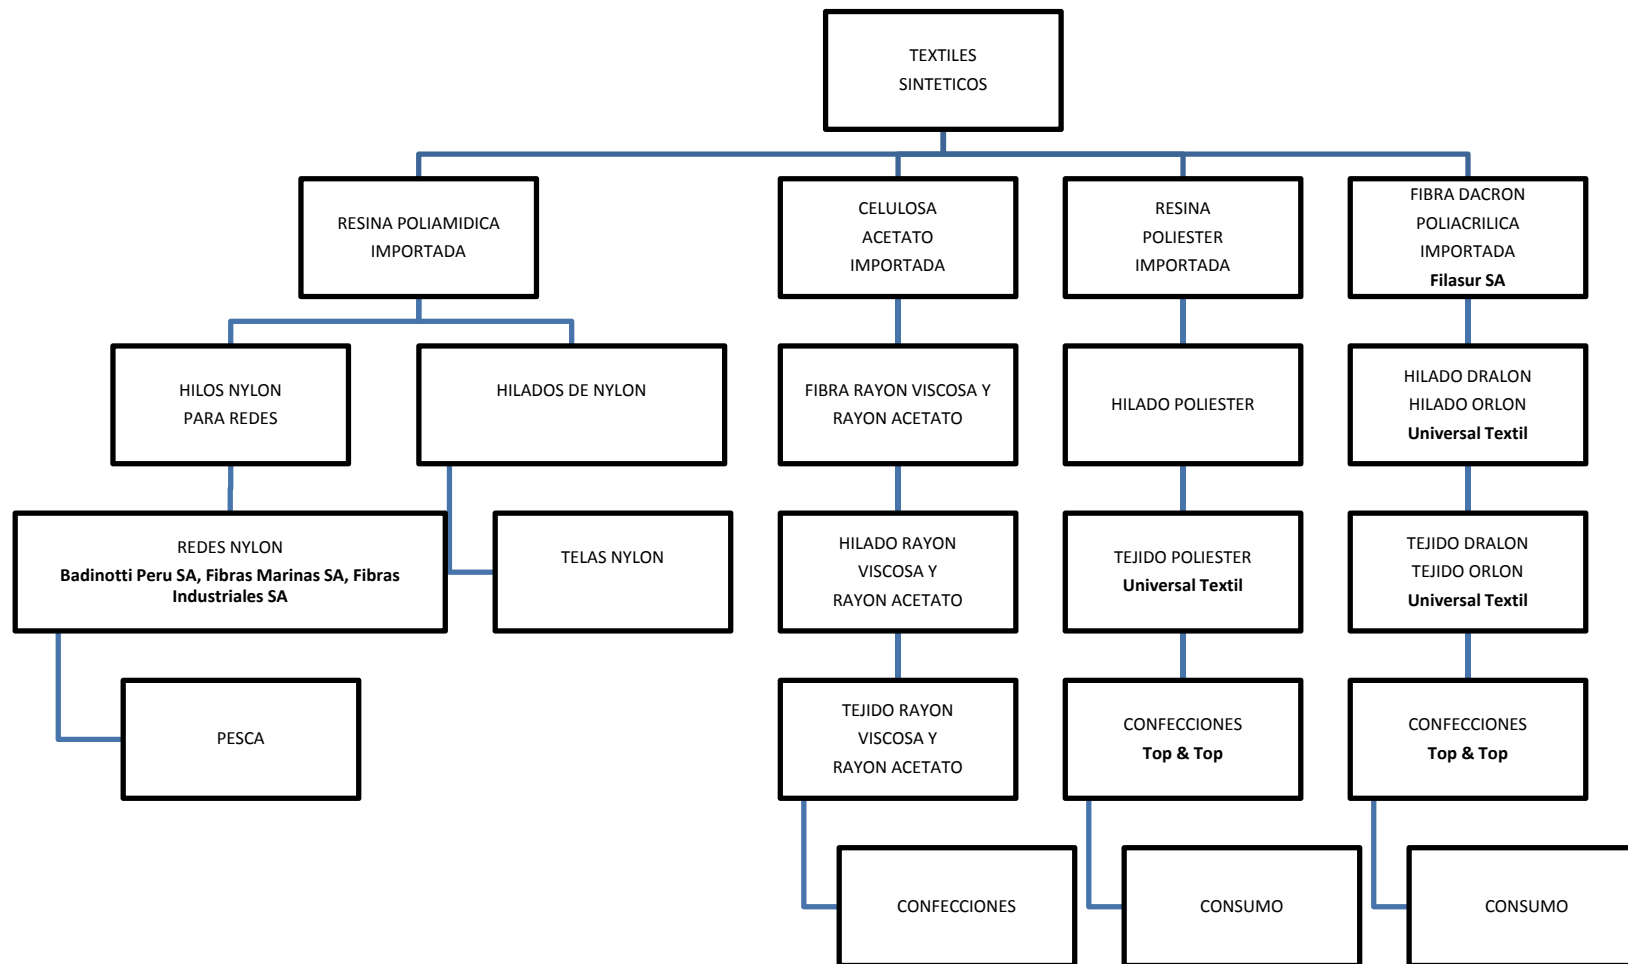 TEXTILES
SINTETICOS
RESINA POLIAMIDICA
IMPORTADA
CELULOSA
ACETATO
IMPORTADA
RESINA
POLIESTER
IMPORTADA
FIBRA DACRON
POLIACRILICA
IMPORTADA
Filasur SA
HILOS NYLON
PARA REDES
HILADOS DE NYLON
FIBRA RAYON VISCOSA Y
RAYON ACETATO
HILADO POLIESTER
HILADO DRALON
HILADO ORLON
Universal Textil
REDES NYLON
Badinotti Peru SA, Fibras Marinas SA, Fibras
Industriales SA
TELAS NYLON
HILADO RAYON
VISCOSA Y
RAYON ACETATO
TEJIDO POLIESTER
Universal Textil
TEJIDO DRALON
TEJIDO ORLON
Universal Textil
PESCA
TEJIDO RAYON
VISCOSA Y
RAYON ACETATO
CONFECCIONES
Top & Top
CONFECCIONES
Top & Top
CONFECCIONES
CONSUMO
CONSUMO